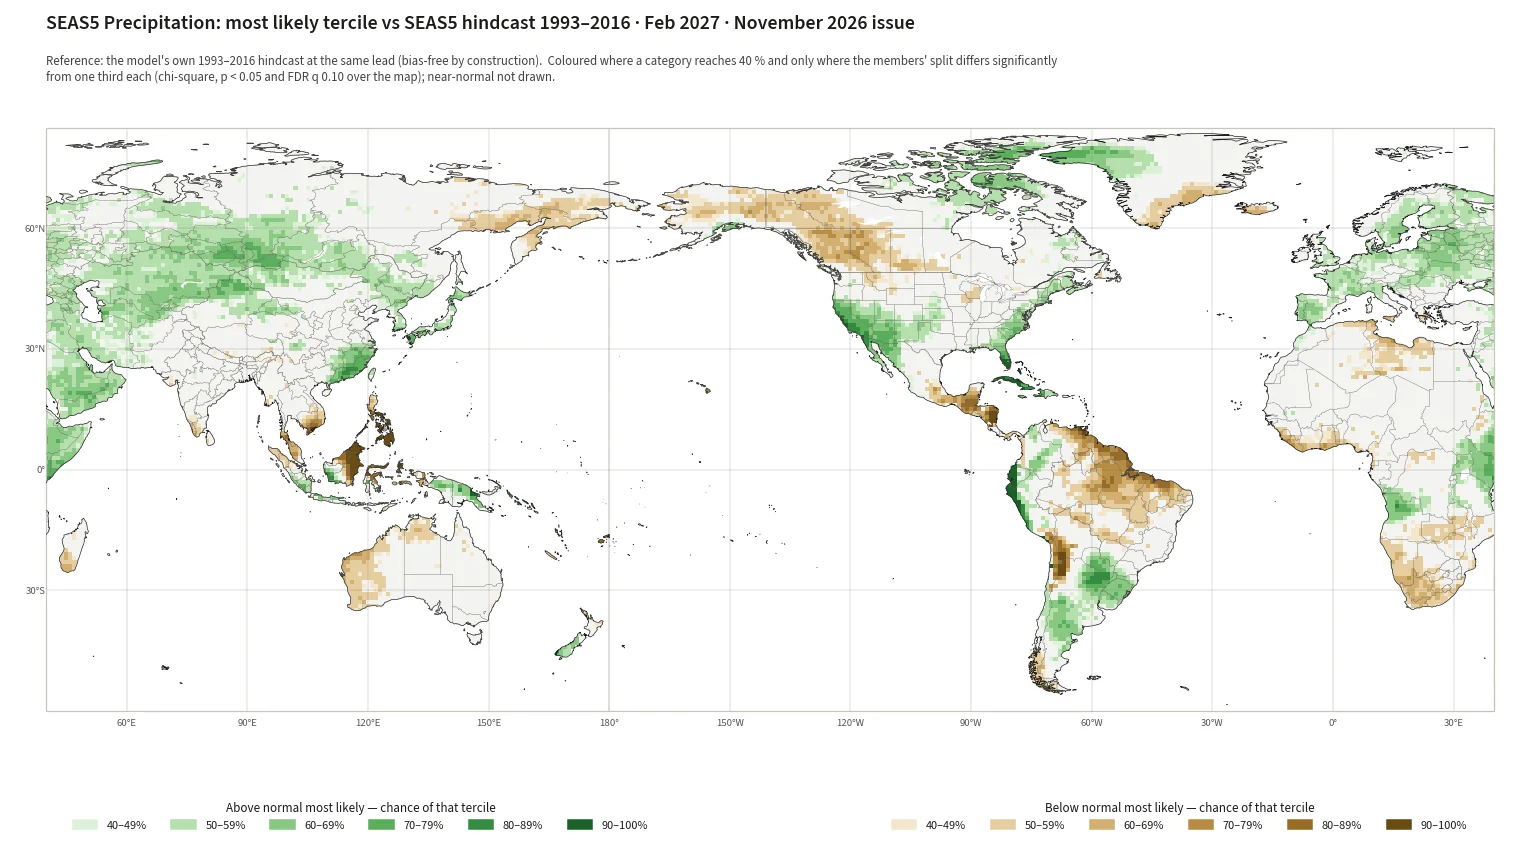 SEAS5 Precipitation: most likely tercile vs SEAS5 hindcast 1993–2016 · Feb 2027 · November 2026 issue
Reference: the model's own 1993–2016 hindcast at the same lead (bias-free by construction). Coloured where a category reaches 40 % and only where the members' split differs significantly
from one third each (chi-square, p < 0.05 and FDR q 0.10 over the map); near-normal not drawn.
60°N
30°N
0°
30°S
60°E 90°E 120°E 150°E 180° 150°W 120°W 90°W 60°W 30°W 0° 30°E
Above normal most likely — chance of that tercile
40–49% 50–59% 60–69% 70–79% 80–89% 90–100%
Below normal most likely — chance of that tercile
40–49% 50–59% 60–69% 70–79% 80–89% 90–100%